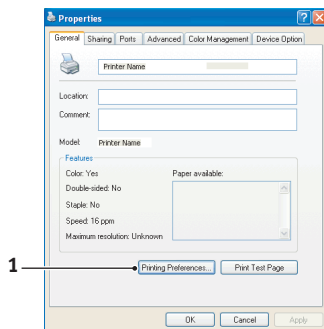 Properties
General Sharing Ports Advanced Color Management Device Option
Printer Name
Location:
Comment:
Model: Printer Name
Features
Color: Yes Paper available:
Double-sided: No
Staple: No
Speed: 16 ppm
Maximum resolution: Unknown
1 Printing Preferences... Print Test Page
OK Cancel Apply